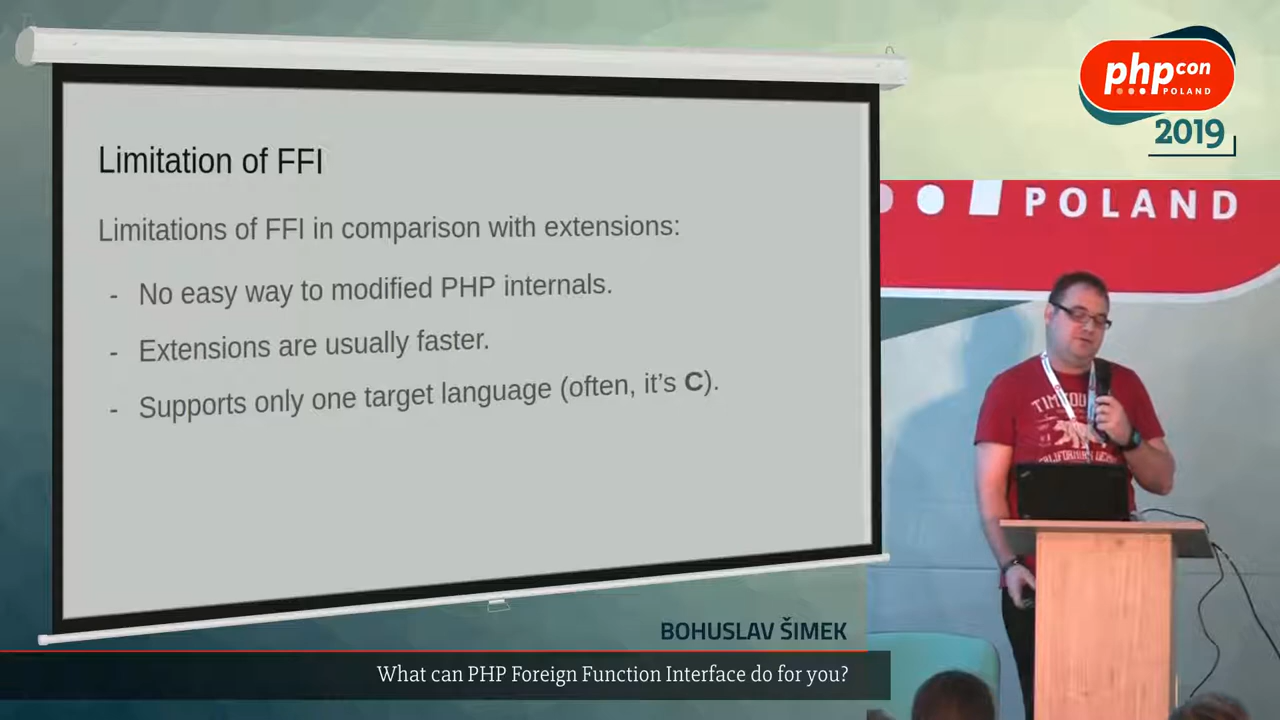 Limitation of FFI
Limitations of FFI in comparison with extensions:
- No easy way to modified PHP internals.
- Extensions are usually faster.
- Supports only one target language (often, it's C).
phpcon
POLAND
2019
POLAND
BOHUSLAV ŠIMEK
What can PHP Foreign Function Interface do for you?